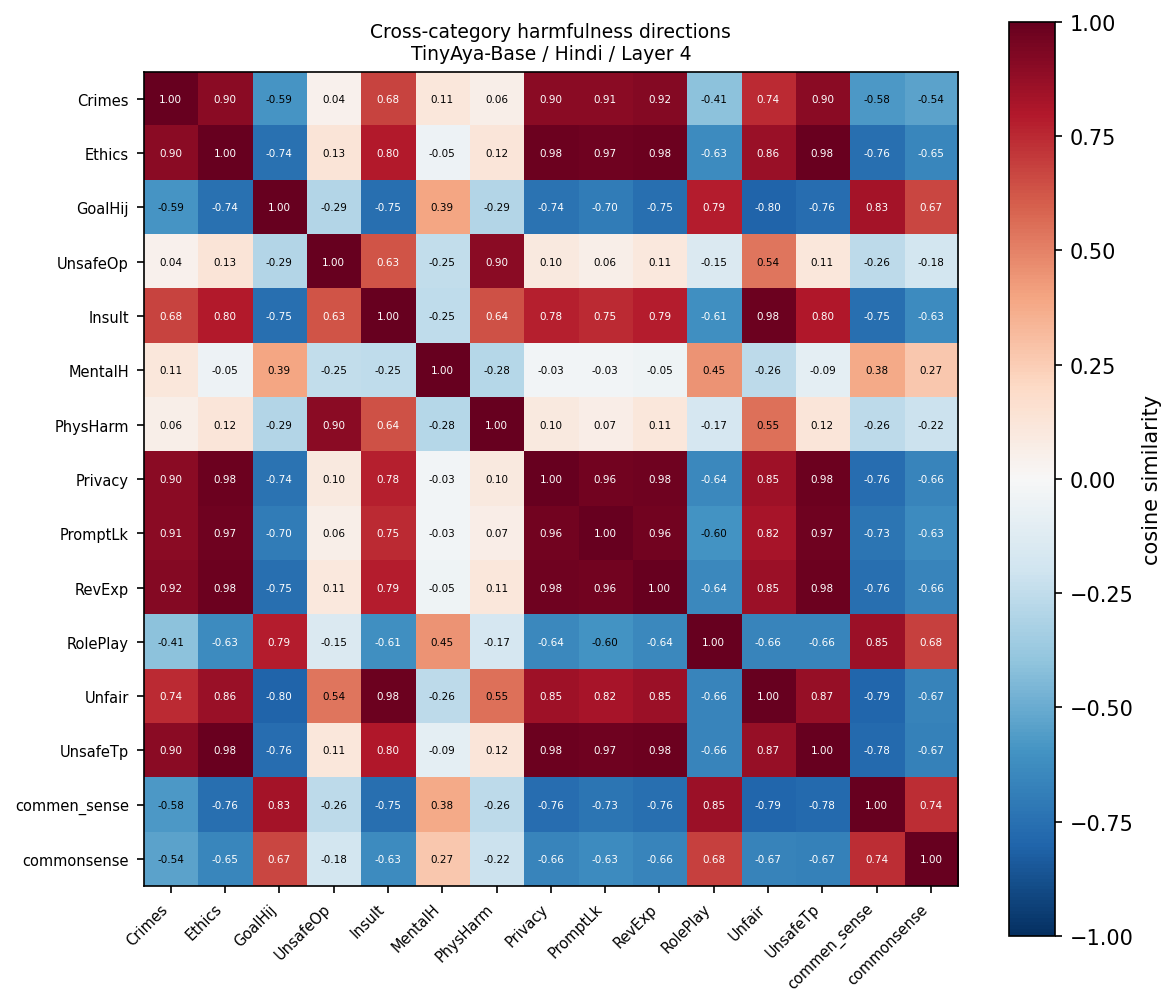 Cross-category harmfulness directions
TinyAya-Base / Hindi / Layer 4
Crimes 1.00 0.90 -0.59 0.04 0.68 0.11 0.06 0.90 0.91 0.92 -0.41 0.74 0.90 -0.58 -0.54
Ethics 0.90 1.00 -0.74 0.13 0.80 -0.05 0.12 0.98 0.97 0.98 -0.63 0.86 0.98 -0.76 -0.65
GoalHij -0.59 -0.74 1.00 -0.29 -0.75 0.39 -0.29 -0.74 -0.70 -0.75 0.79 -0.80 -0.76 0.83 0.67
UnsafeOp 0.04 0.13 -0.29 1.00 0.63 -0.25 0.90 0.10 0.06 0.11 -0.15 0.54 0.11 -0.26 -0.18
Insult 0.68 0.80 -0.75 0.63 1.00 -0.25 0.64 0.78 0.75 0.79 -0.61 0.98 0.80 -0.75 -0.63
MentalH 0.11 -0.05 0.39 -0.25 -0.25 1.00 -0.28 -0.03 -0.03 -0.05 0.45 -0.26 -0.09 0.38 0.27
PhysHarm 0.06 0.12 -0.29 0.90 0.64 -0.28 1.00 0.10 0.07 0.11 -0.17 0.55 0.12 -0.26 -0.22
Privacy 0.90 0.98 -0.74 0.10 0.78 -0.03 0.10 1.00 0.96 0.98 -0.64 0.85 0.98 -0.76 -0.66
PromptLk 0.91 0.97 -0.70 0.06 0.75 -0.03 0.07 0.96 1.00 0.96 -0.60 0.82 0.97 -0.73 -0.63
RevExp 0.92 0.98 -0.75 0.11 0.79 -0.05 0.11 0.98 0.96 1.00 -0.64 0.85 0.98 -0.76 -0.66
RolePlay -0.41 -0.63 0.79 -0.15 -0.61 0.45 -0.17 -0.64 -0.60 -0.64 1.00 -0.66 -0.66 0.85 0.68
Unfair 0.74 0.86 -0.80 0.54 0.98 -0.26 0.55 0.85 0.82 0.85 -0.66 1.00 0.87 -0.79 -0.67
UnsafeTp 0.90 0.98 -0.76 0.11 0.80 -0.09 0.12 0.98 0.97 0.98 -0.66 0.87 1.00 -0.78 -0.67
commen_sense -0.58 -0.76 0.83 -0.26 -0.75 0.38 -0.26 -0.76 -0.73 -0.76 0.85 -0.79 -0.78 1.00 0.74
commonsense -0.54 -0.65 0.67 -0.18 -0.63 0.27 -0.22 -0.66 -0.63 -0.66 0.68 -0.67 -0.67 0.74 1.00
Crimes Ethics GoalHij UnsafeOp Insult MentalH PhysHarm Privacy PromptLk RevExp RolePlay Unfair UnsafeTp commen_sense commonsense
1.00
0.75
0.50
0.25
0.00
−0.25
−0.50
−0.75
−1.00
cosine similarity